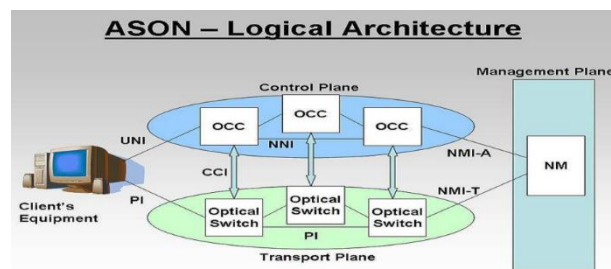 ASON – Logical Architecture
Management Plane
Control Plane
OCC
OCC
OCC
UNI
NNI
NMI-A
NM
CCI
NMI-T
Client's
Equipment
PI
Optical
Switch
Optical
Switch
Optical
Switch
PI
Transport Plane